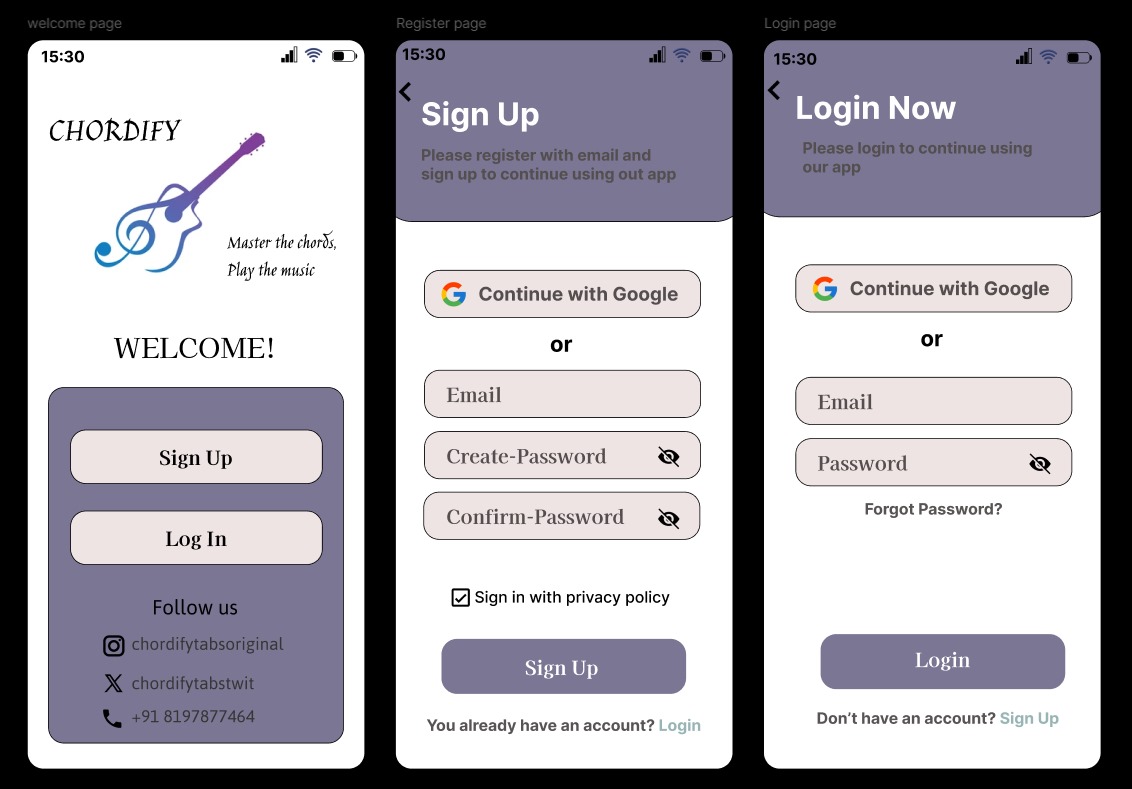 welcome page
15:30
CHORDIFY
Master the chords,
Play the music
WELCOME!
Sign Up
Log In
Follow us
chordifytabsoriginal
chordifytabstwit
+91 8197877464
Register page
15:30
Sign Up
Please register with email and
sign up to continue using out app
Continue with Google
or
Email
Create-Password
Confirm-Password
Sign in with privacy policy
Sign Up
You already have an account? Login
Login page
15:30
Login Now
Please login to continue using
our app
Continue with Google
or
Email
Password
Forgot Password?
Login
Don’t have an account? Sign Up